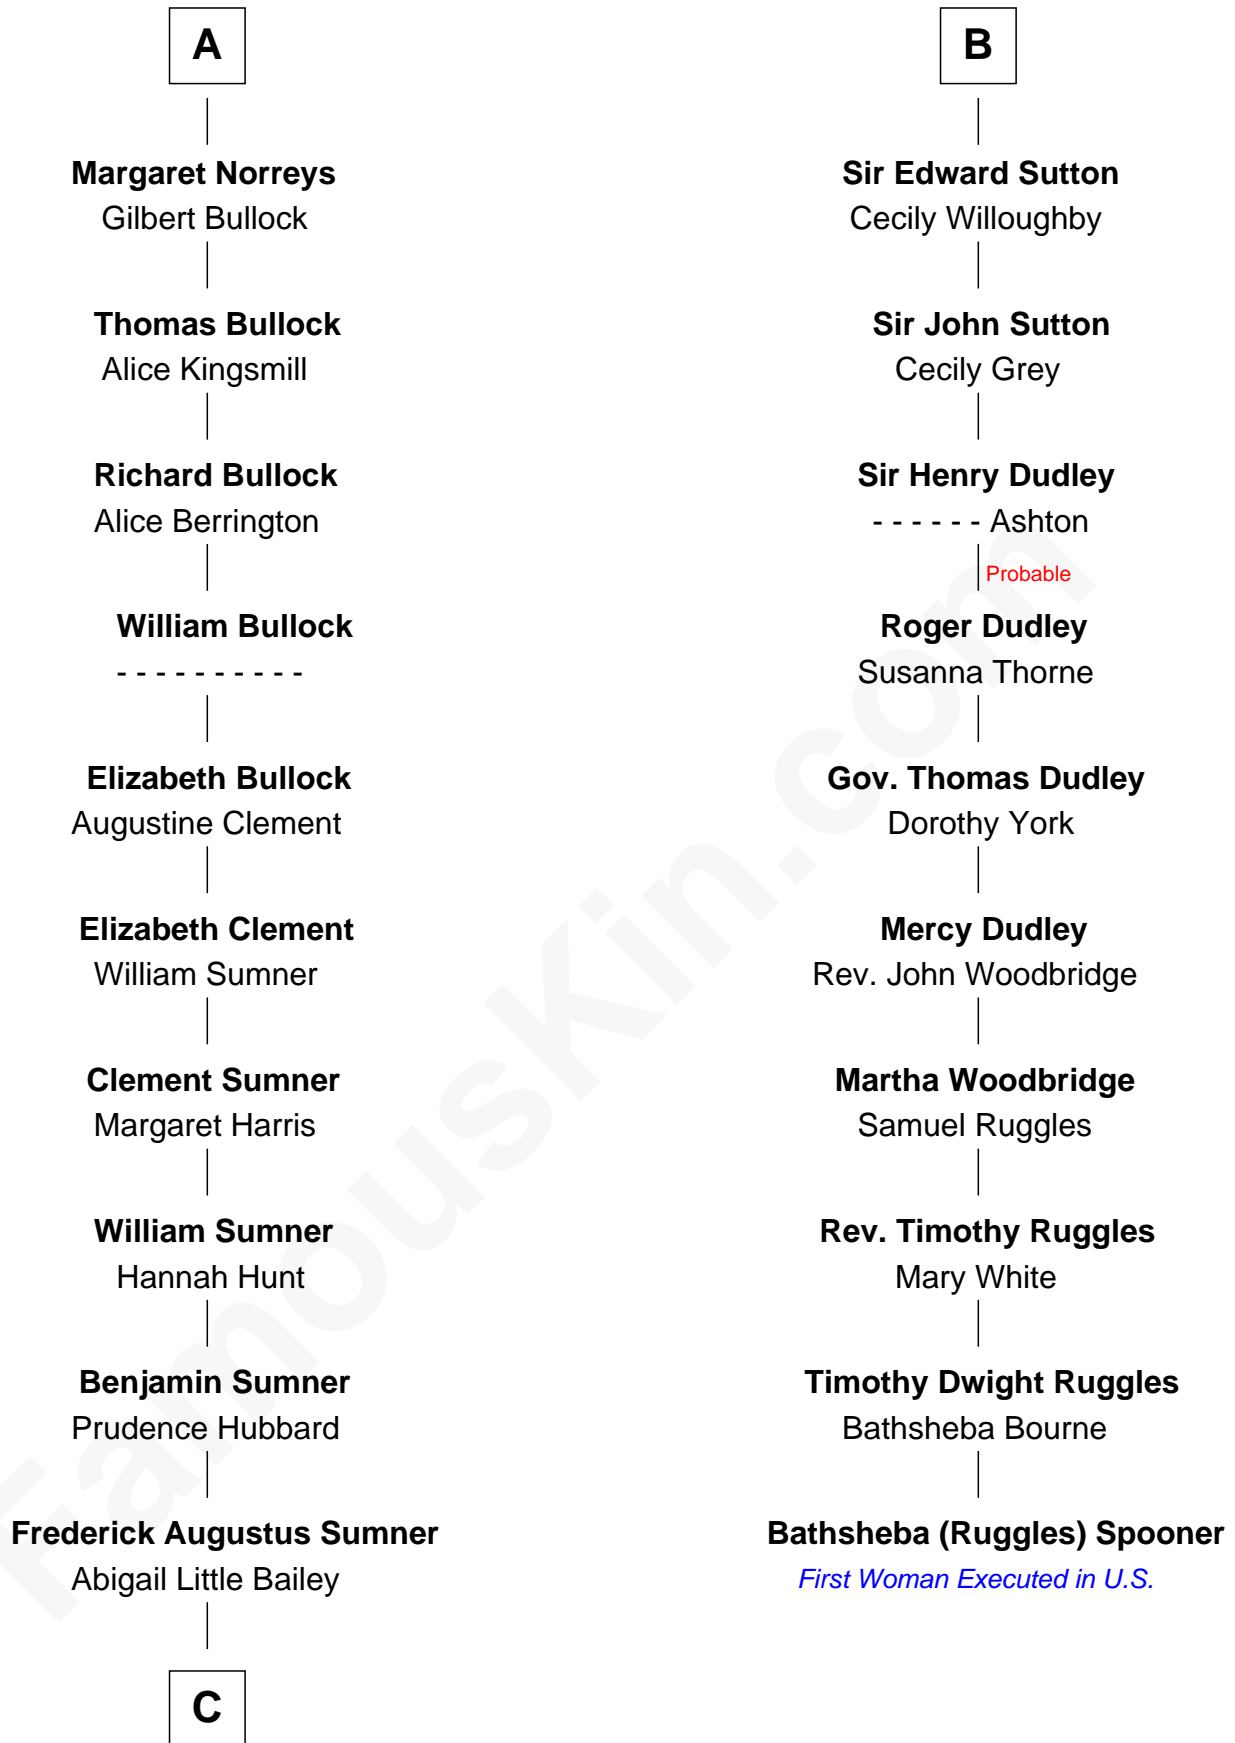 A
Margaret Norreys
Gilbert Bullock
Thomas Bullock
Alice Kingsmill
Richard Bullock
Alice Berrington
William Bullock
- - - - - - - - - -
Elizabeth Bullock
Augustine Clement
Elizabeth Clement
William Sumner
Clement Sumner
Margaret Harris
William Sumner
Hannah Hunt
Benjamin Sumner
Prudence Hubbard
Frederick Augustus Sumner
Abigail Little Bailey
C
B
Sir Edward Sutton
Cecily Willoughby
Sir John Sutton
Cecily Grey
Sir Henry Dudley
- - - - - - Ashton
Probable
Roger Dudley
Susanna Thorne
Gov. Thomas Dudley
Dorothy York
Mercy Dudley
Rev. John Woodbridge
Martha Woodbridge
Samuel Ruggles
Rev. Timothy Ruggles
Mary White
Timothy Dwight Ruggles
Bathsheba Bourne
Bathsheba (Ruggles) Spooner
First Woman Executed in U.S.
FamousKin.com